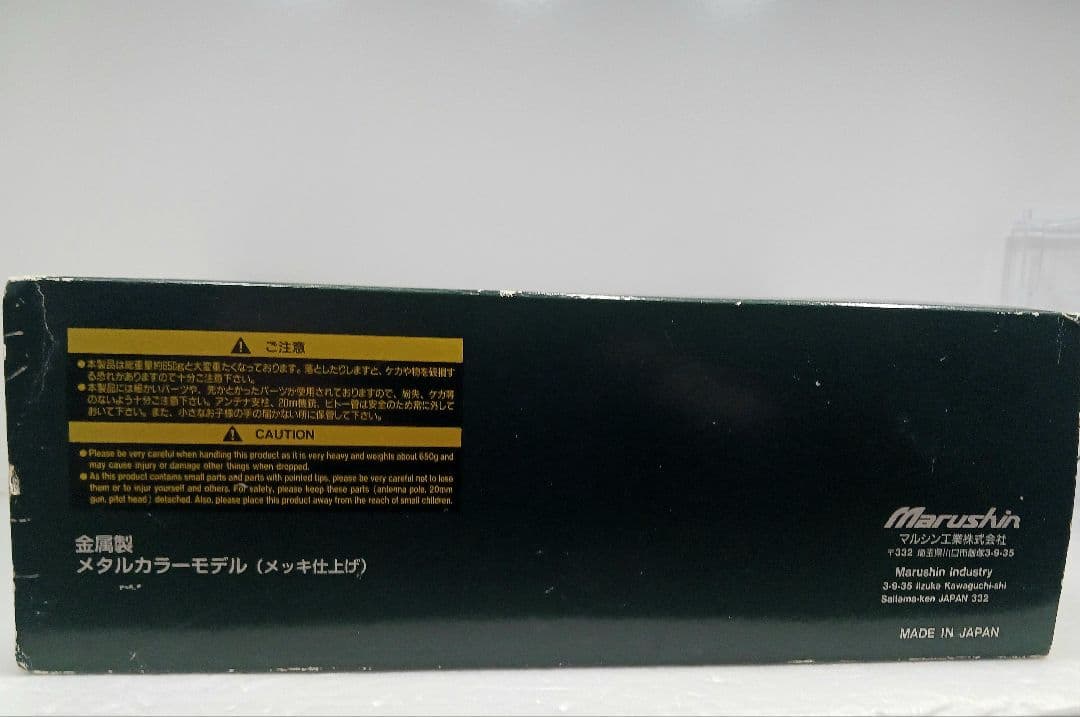 ご注意
●本製品は総重量約650gと大変重たくなっております。落としたりしますと、ケガや物を破損す
る恐れがありますので十分ご注意下さい。
●本製品には細かいパーツや、先がとがったパーツが使用されておりますので、紛失、ケガ等
のないよう十分ご注意下さい。アンテナ支柱、20m機銃、ピトー管は安全のため常に外して
おいて下さい。また、小さなお子様の手の届かない所に保管して下さい。
CAUTION
●Please be very careful when handling this product as it is very heavy and weights about 650g and
may cause injury or damage other things when dropped.
●As this product contains small parts and parts with pointed tips, please be very careful not to lose
them or to injur yourself and others. For safety, please keep these parts (antenna pole, 20mm
gun, pitot head) detached. Also, please place this product away from the reach of small children.
金属製
メタルカラーモデル(メッキ仕上げ)
Marushin
マルシン工業株式会社
〒332 埼玉県川口市飯塚3-9-35
Marushin Industry
3-9-35 Iizuka Kawaguchi-shi
Saitama-ken JAPAN 332
MADE IN JAPAN